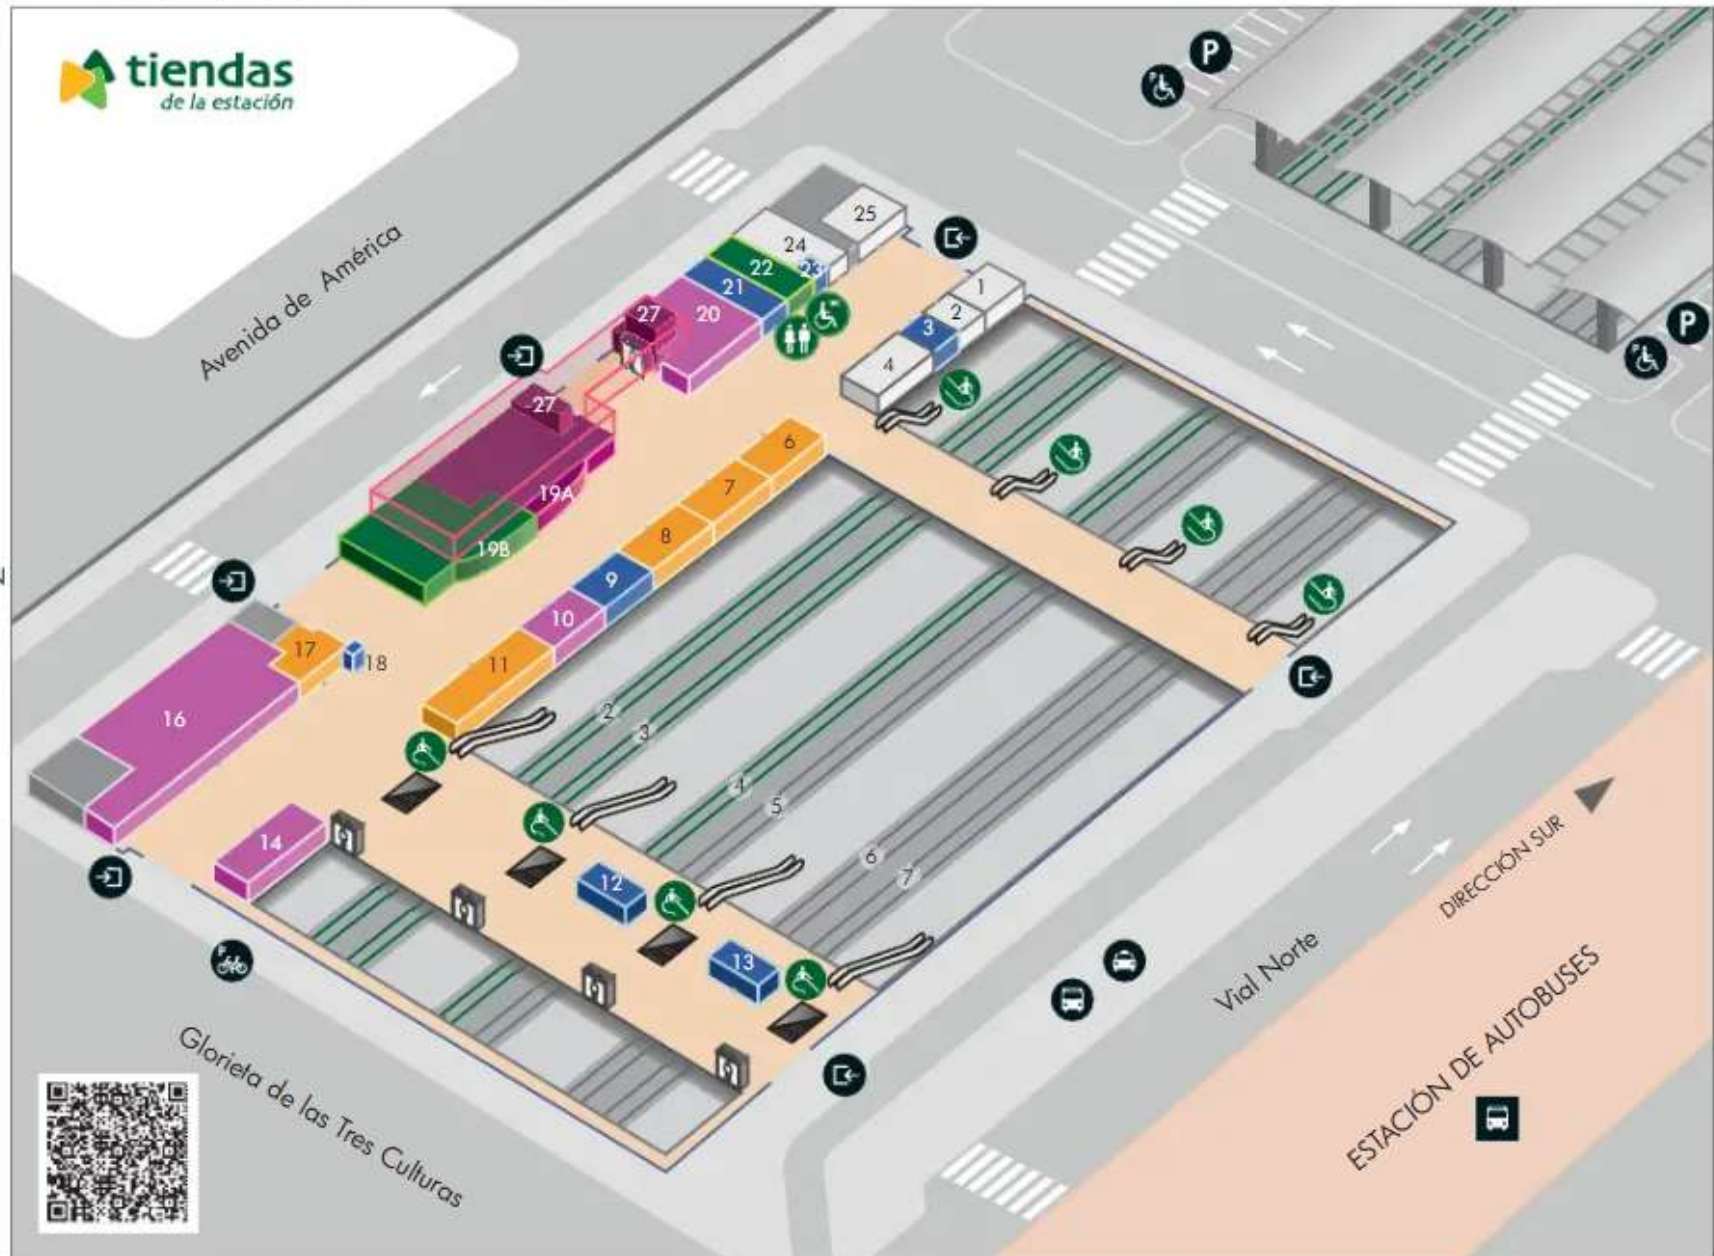 tiendas
de la estación
P
P
P
P
Avenida de América
25
24
23
22
21
20
27
27
1
2
3
4
6
7
8
9
10
11
19A
19B
17
18
16
14
12
13
2
3
4
5
6
7
P
Glorieta de las Tres Culturas
Vial Norte
DIRECCIÓN SUR
ESTACIÓN DE AUTOBUSES